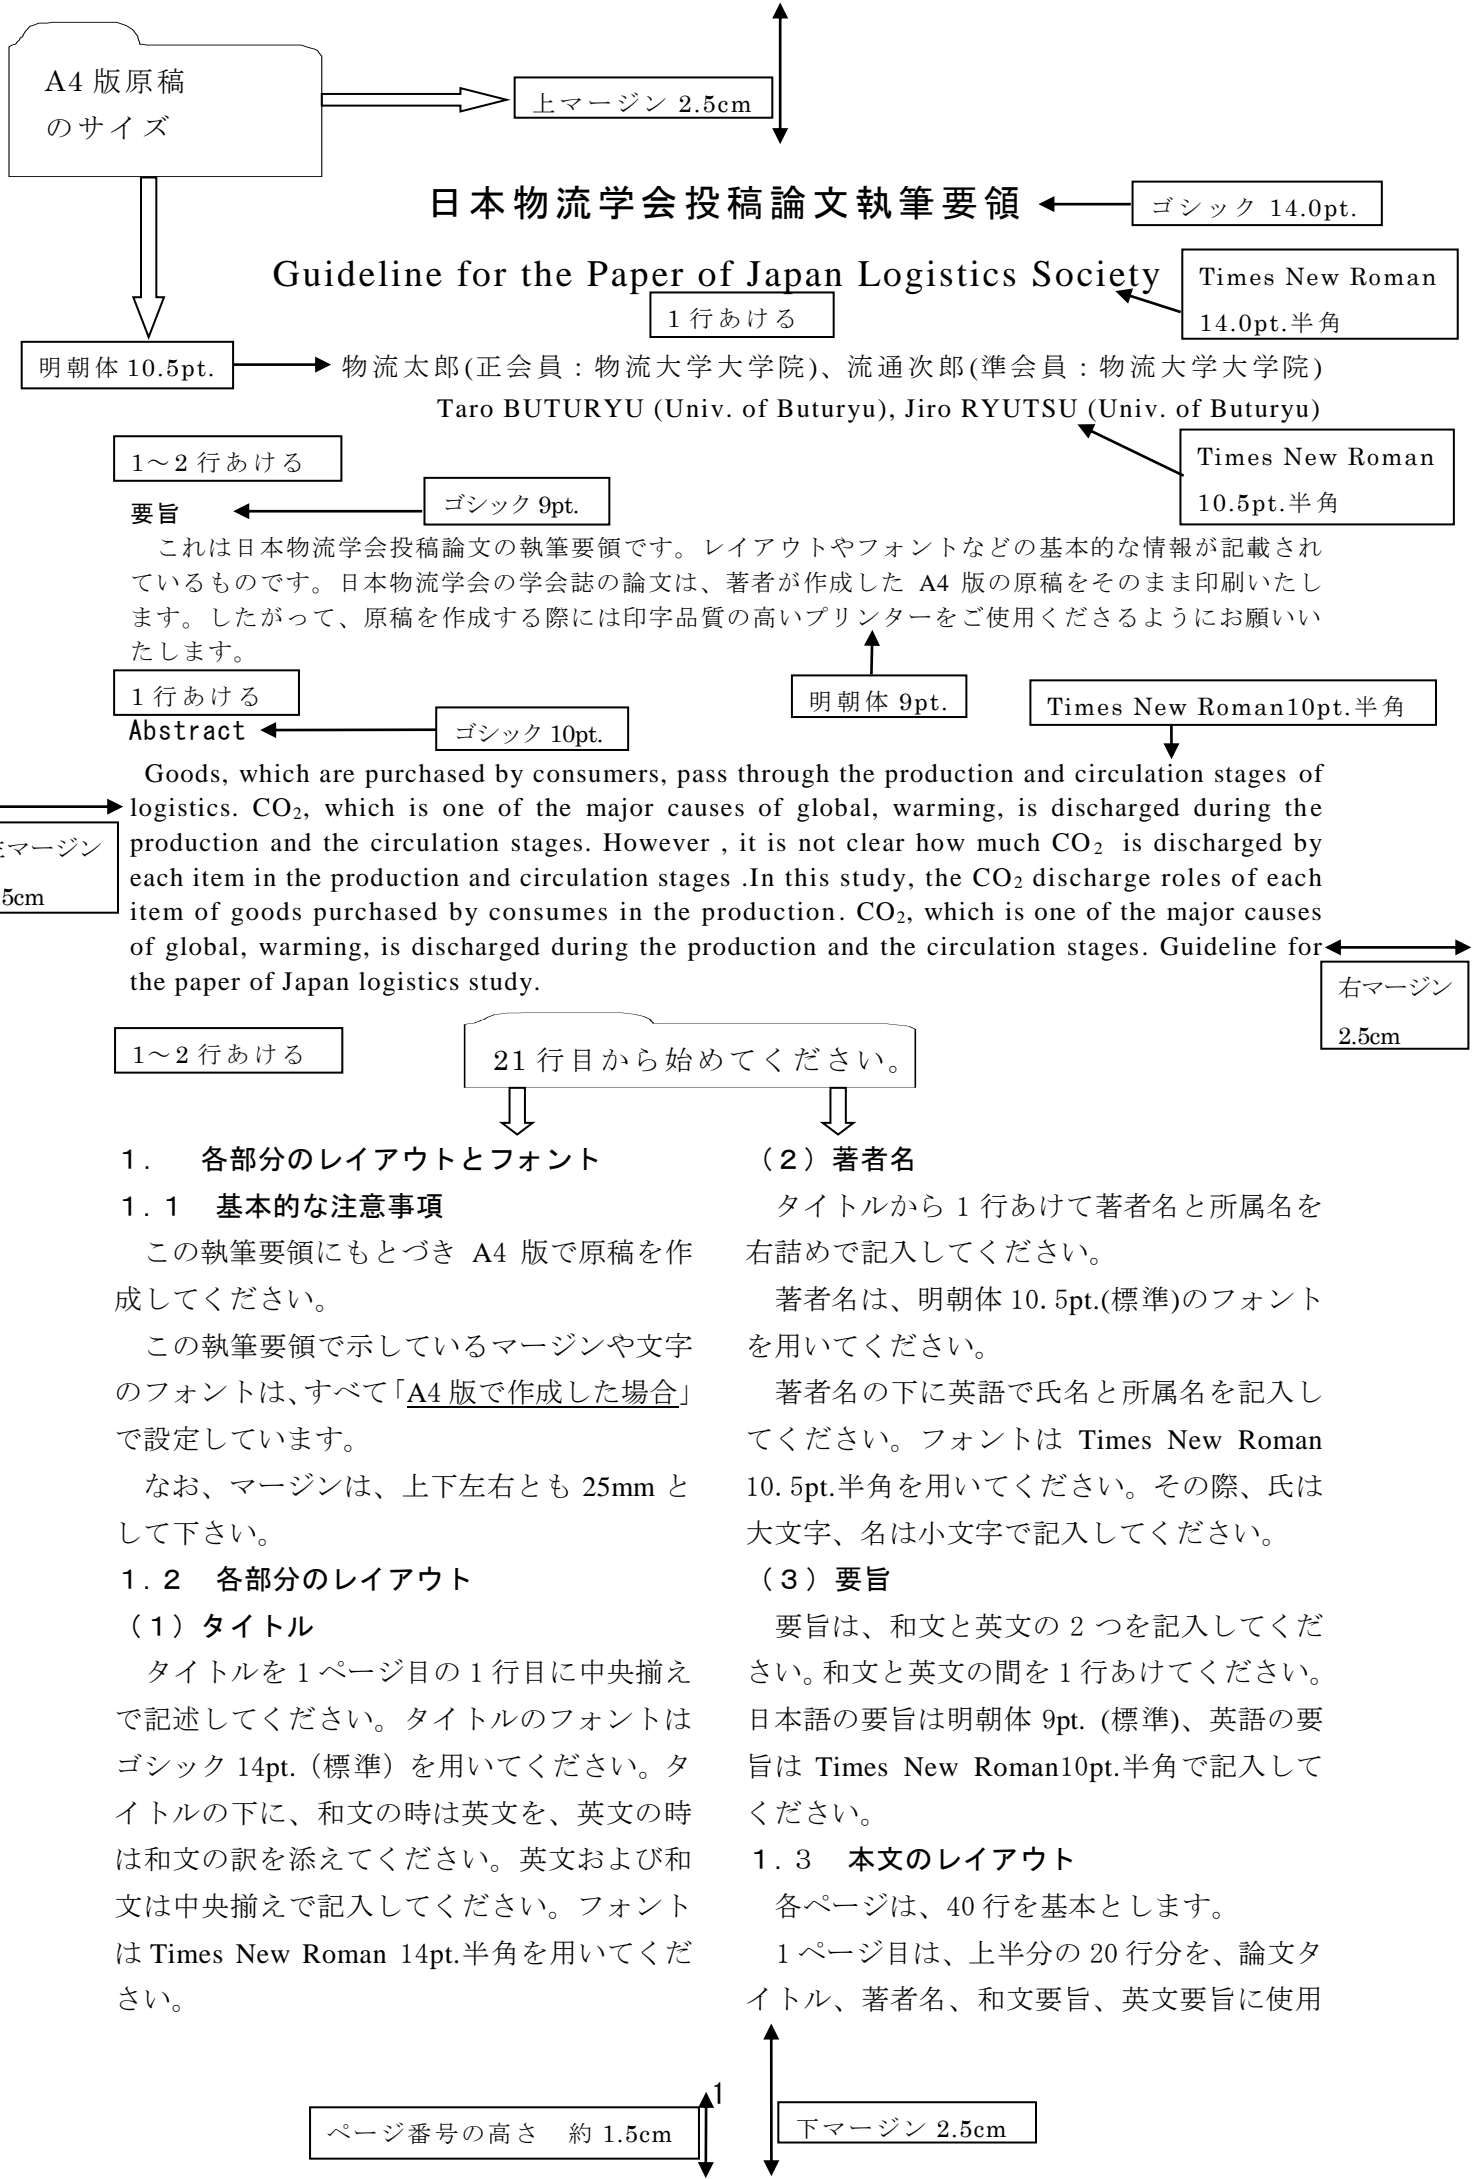 A4 版原稿
のサイズ
上マージン 2.5cm
日本物流学会投稿論文執筆要領
ゴシック 14.0pt.
Guideline for the Paper of Japan Logistics Society
Times New Roman
14.0pt.半角
1 行あける
明朝体 10.5pt.
物流太郎(正会員：物流大学大学院)、流通次郎(準会員：物流大学大学院)
Taro BUTURYU (Univ. of Buturyu), Jiro RYUTSU (Univ. of Buturyu)
1～2 行あける
Times New Roman
10.5pt.半角
要旨
ゴシック 9pt.
これは日本物流学会投稿論文の執筆要領です。レイアウトやフォントなどの基本的な情報が記載され
ているものです。日本物流学会の学会誌の論文は、著者が作成した A4 版の原稿をそのまま印刷いたし
ます。したがって、原稿を作成する際には印字品質の高いプリンターをご使用くださるようにお願いい
たします。
1 行あける
明朝体 9pt.
Times New Roman10pt.半角
Abstract
ゴシック 10pt.
Goods, which are purchased by consumers, pass through the production and circulation stages of
logistics. CO₂, which is one of the major causes of global, warming, is discharged during the
production and the circulation stages. However , it is not clear how much CO₂ is discharged by
each item in the production and circulation stages .In this study, the CO₂ discharge roles of each
item of goods purchased by consumes in the production. CO₂, which is one of the major causes
of global, warming, is discharged during the production and the circulation stages. Guideline for
the paper of Japan logistics study.
マージン
5cm
右マージン
2.5cm
1～2 行あける
21 行目から始めてください。
１.　各部分のレイアウトとフォント
１.１　基本的な注意事項
この執筆要領にもとづき A4 版で原稿を作
成してください。
この執筆要領で示しているマージンや文字
のフォントは、すべて「A4 版で作成した場合」
で設定しています。
なお、マージンは、上下左右とも 25mm と
して下さい。
１.２　各部分のレイアウト
（１）タイトル
タイトルを 1 ページ目の 1 行目に中央揃え
で記述してください。タイトルのフォントは
ゴシック 14pt.（標準）を用いてください。タ
イトルの下に、和文の時は英文を、英文の時
は和文の訳を添えてください。英文および和
文は中央揃えで記入してください。フォント
は Times New Roman 14pt.半角を用いてくだ
さい。
（２）著者名
タイトルから 1 行あけて著者名と所属名を
右詰めで記入してください。
著者名は、明朝体 10.5pt.(標準)のフォント
を用いてください。
著者名の下に英語で氏名と所属名を記入し
てください。フォントは Times New Roman
10.5pt.半角を用いてください。その際、氏は
大文字、名は小文字で記入してください。
（３）要旨
要旨は、和文と英文の 2 つを記入してくだ
さい。和文と英文の間を 1 行あけてください。
日本語の要旨は明朝体 9pt. (標準)、英語の要
旨は Times New Roman10pt.半角で記入して
ください。
１.３　本文のレイアウト
各ページは、40 行を基本とします。
1 ページ目は、上半分の 20 行分を、論文タ
イトル、著者名、和文要旨、英文要旨に使用
1
ページ番号の高さ　約 1.5cm
下マージン 2.5cm